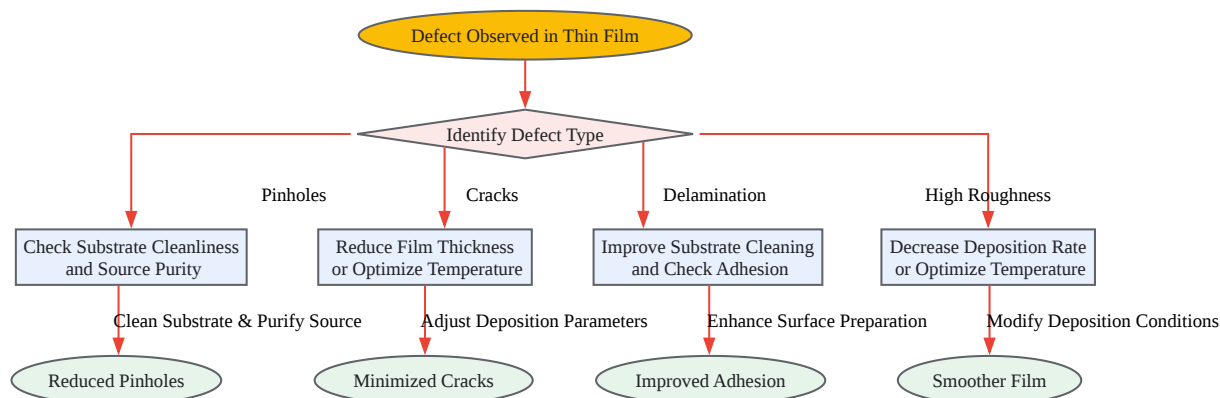 Defect Observed in Thin Film
Identify Defect Type
Pinholes
Cracks
Delamination
High Roughness
Check Substrate Cleanliness
and Source Purity
Reduce Film Thickness
or Optimize Temperature
Improve Substrate Cleaning
and Check Adhesion
Decrease Deposition Rate
or Optimize Temperature
Clean Substrate & Purify Source
Adjust Deposition Parameters
Enhance Surface Preparation
Modify Deposition Conditions
Reduced Pinholes
Minimized Cracks
Improved Adhesion
Smoother Film